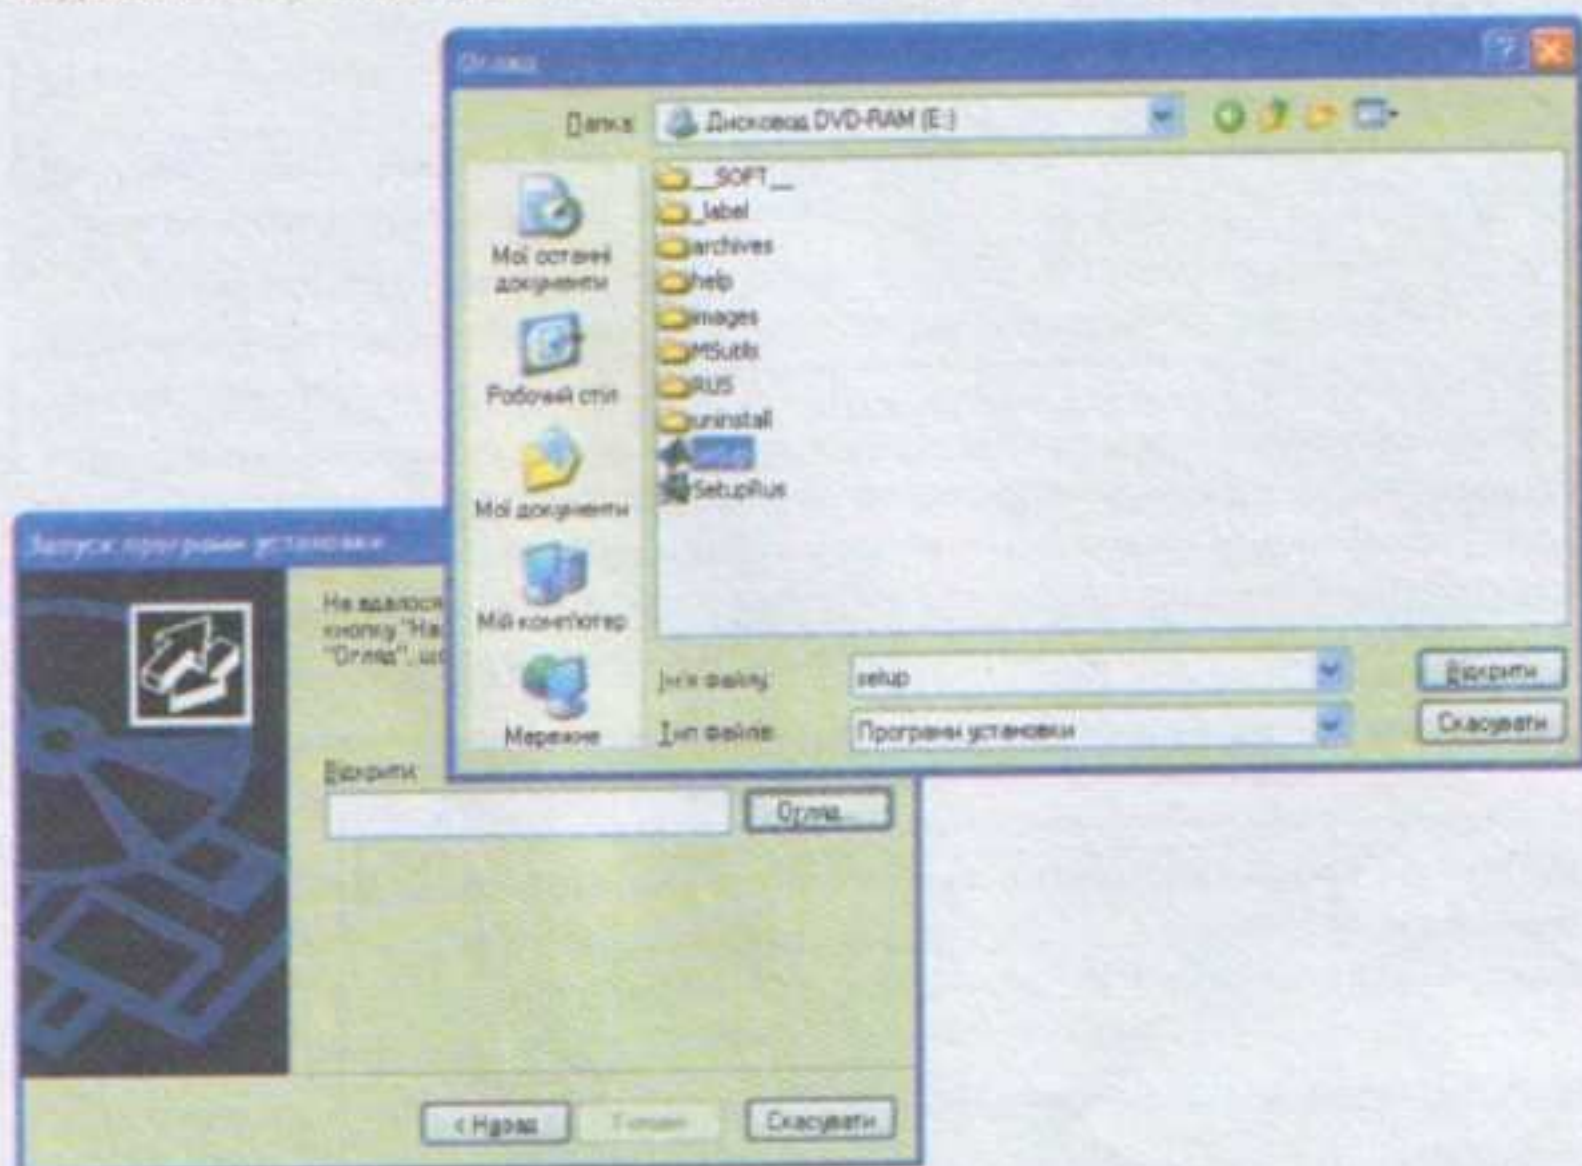 Огляд
Папка: Дисковод DVD-RAM (E:)
__SOFT__
_label
archives
help
images
MSutils
RUS
uninstall
setup
SetupRus
Мої останні
документи
Робочий стіл
Мої документи
Мій комп'ютер
Мережне
Ім'я файлу: setup
Відкрити
Тип файлів: Програми установки
Скасувати
Запуск програми установки
Не вдалося
кнопку "На
"Огляд", що
Відкрити:
Огляд...
< Назад
Готово
Скасувати